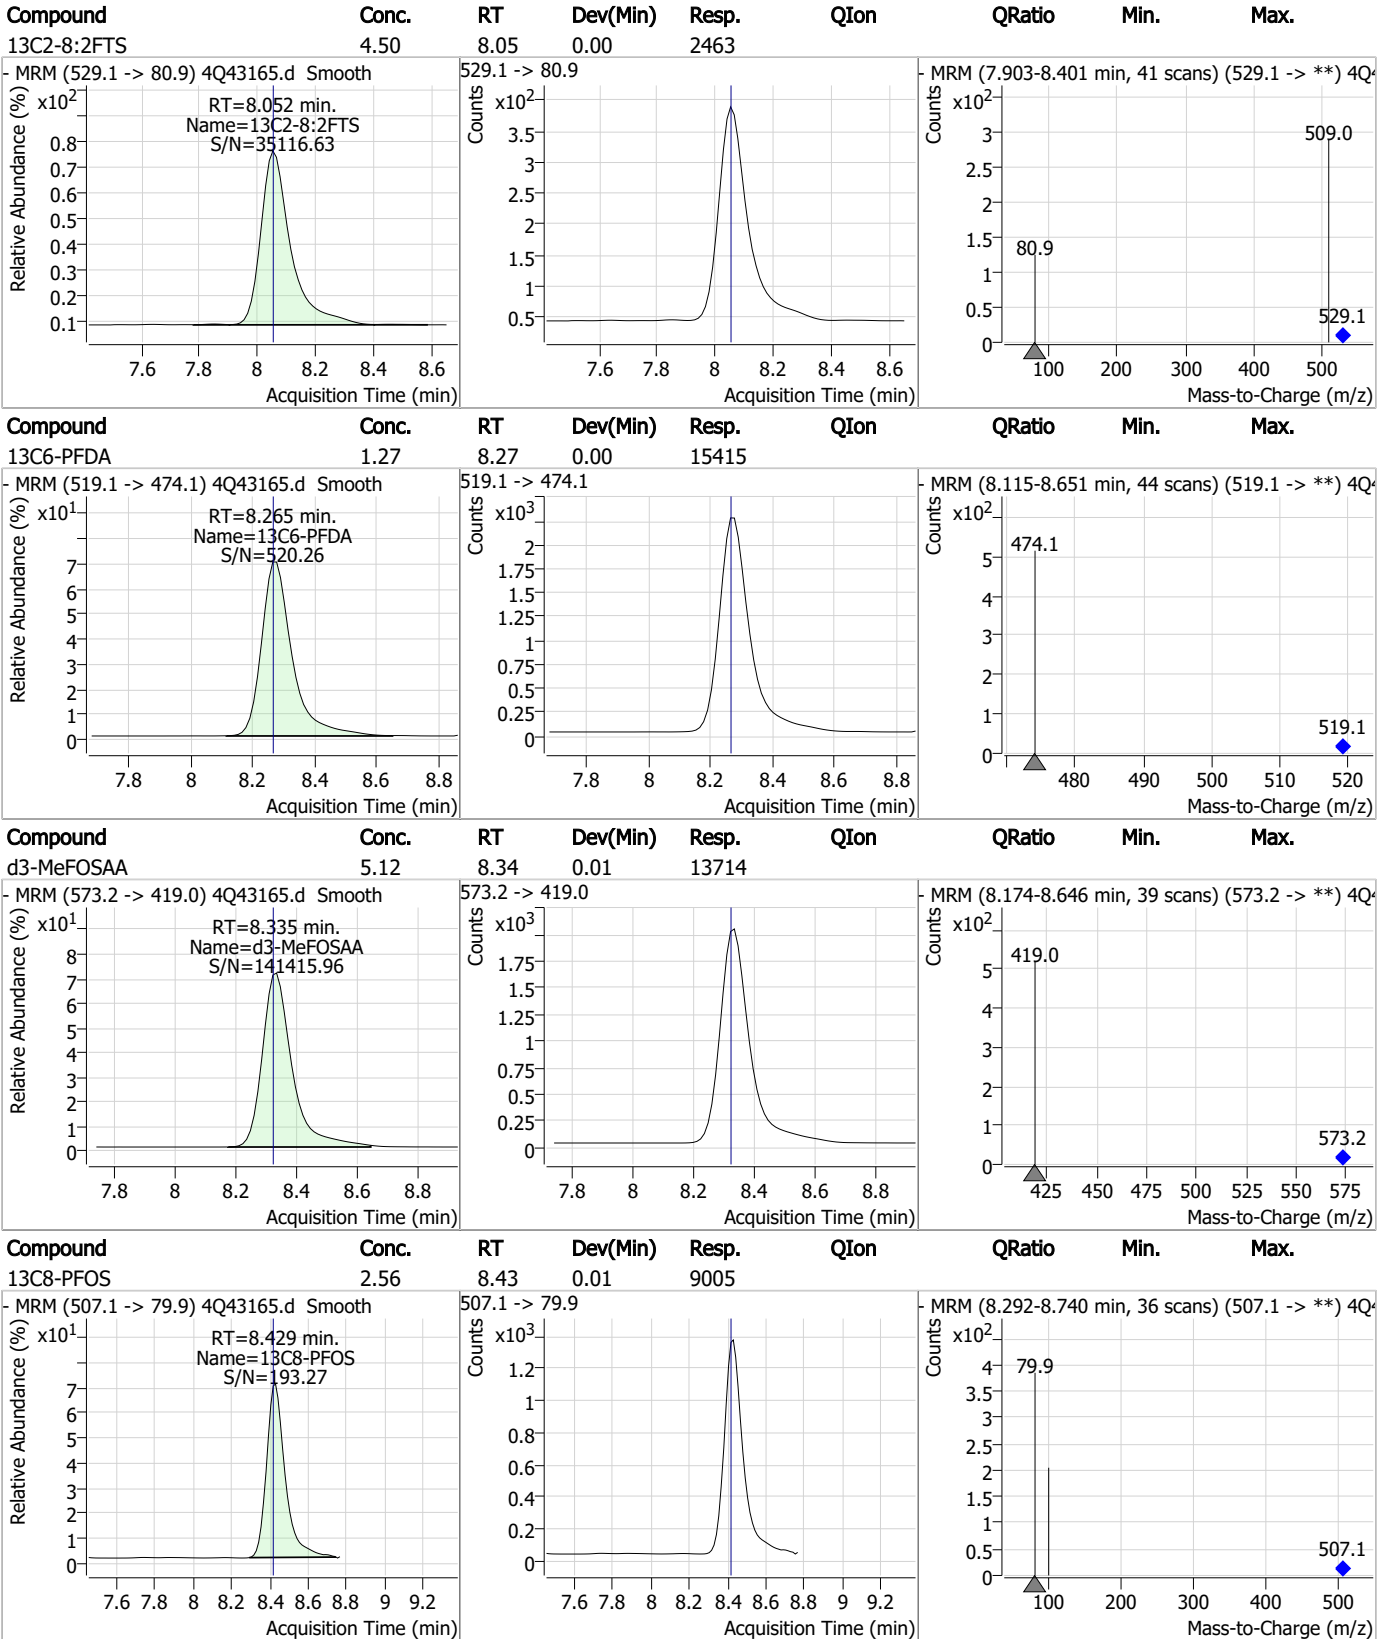 Compound Conc. RT Dev(Min) Resp. QIon QRatio Min. Max.
13C2-8:2FTS 4.50 8.05 0.00 2463
- MRM (529.1 -> 80.9) 4Q43165.d Smooth
Relative Abundance (%)
x10²
RT=8.052 min.
Name=13C2-8:2FTS
S/N=35116.63
0.8
0.7
0.6
0.5
0.4
0.3
0.2
0.1
7.6 7.8 8 8.2 8.4 8.6
Acquisition Time (min)
529.1 -> 80.9
Counts
x10²
3.5
3
2.5
2
1.5
1
0.5
7.6 7.8 8 8.2 8.4 8.6
Acquisition Time (min)
- MRM (7.903-8.401 min, 41 scans) (529.1 -> **) 4Q4
Counts
x10²
3
2.5
2
1.5
1
0.5
0
509.0
80.9
529.1
100 200 300 400 500
Mass-to-Charge (m/z)
Compound Conc. RT Dev(Min) Resp. QIon QRatio Min. Max.
13C6-PFDA 1.27 8.27 0.00 15415
- MRM (519.1 -> 474.1) 4Q43165.d Smooth
Relative Abundance (%)
x10¹
RT=8.265 min.
Name=13C6-PFDA
S/N=520.26
7
6
5
4
3
2
1
0
7.8 8 8.2 8.4 8.6 8.8
Acquisition Time (min)
519.1 -> 474.1
Counts
x10³
2
1.75
1.5
1.25
1
0.75
0.5
0.25
0
7.8 8 8.2 8.4 8.6 8.8
Acquisition Time (min)
- MRM (8.115-8.651 min, 44 scans) (519.1 -> **) 4Q4
Counts
x10²
5
4
3
2
1
0
474.1
519.1
480 490 500 510 520
Mass-to-Charge (m/z)
Compound Conc. RT Dev(Min) Resp. QIon QRatio Min. Max.
d3-MeFOSAA 5.12 8.34 0.01 13714
- MRM (573.2 -> 419.0) 4Q43165.d Smooth
Relative Abundance (%)
x10¹
RT=8.335 min.
Name=d3-MeFOSAA
S/N=141415.96
8
7
6
5
4
3
2
1
0
7.8 8 8.2 8.4 8.6 8.8
Acquisition Time (min)
573.2 -> 419.0
Counts
x10³
1.75
1.5
1.25
1
0.75
0.5
0.25
0
7.8 8 8.2 8.4 8.6 8.8
Acquisition Time (min)
- MRM (8.174-8.646 min, 39 scans) (573.2 -> **) 4Q4
Counts
x10²
5
4
3
2
1
0
419.0
573.2
425 450 475 500 525 550 575
Mass-to-Charge (m/z)
Compound Conc. RT Dev(Min) Resp. QIon QRatio Min. Max.
13C8-PFOS 2.56 8.43 0.01 9005
- MRM (507.1 -> 79.9) 4Q43165.d Smooth
Relative Abundance (%)
x10¹
RT=8.429 min.
Name=13C8-PFOS
S/N=193.27
7
6
5
4
3
2
1
0
7.6 7.8 8 8.2 8.4 8.6 8.8 9 9.2
Acquisition Time (min)
507.1 -> 79.9
Counts
x10³
1.2
1
0.8
0.6
0.4
0.2
0
7.6 7.8 8 8.2 8.4 8.6 8.8 9 9.2
Acquisition Time (min)
- MRM (8.292-8.740 min, 36 scans) (507.1 -> **) 4Q4
Counts
x10²
4
3.5
3
2.5
2
1.5
1
0.5
0
79.9
507.1
100 200 300 400 500
Mass-to-Charge (m/z)